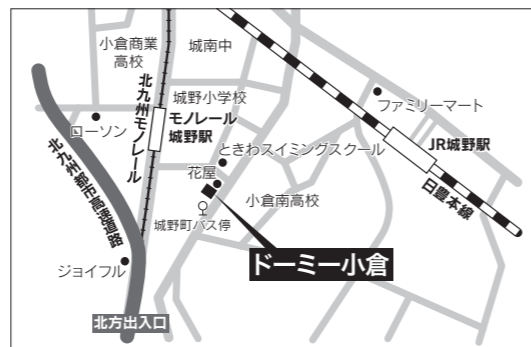 小倉商業
高校
城南中
北九州モノレール
城野小学校
モノレール
城野駅
ローソン
ときわスイミングスクール
花屋
城野町バス停
小倉南高校
ファミリーマート
JR城野駅
日豊本線
北九州都市高速道路
ジョイフル
ドーミー小倉
北方出入口